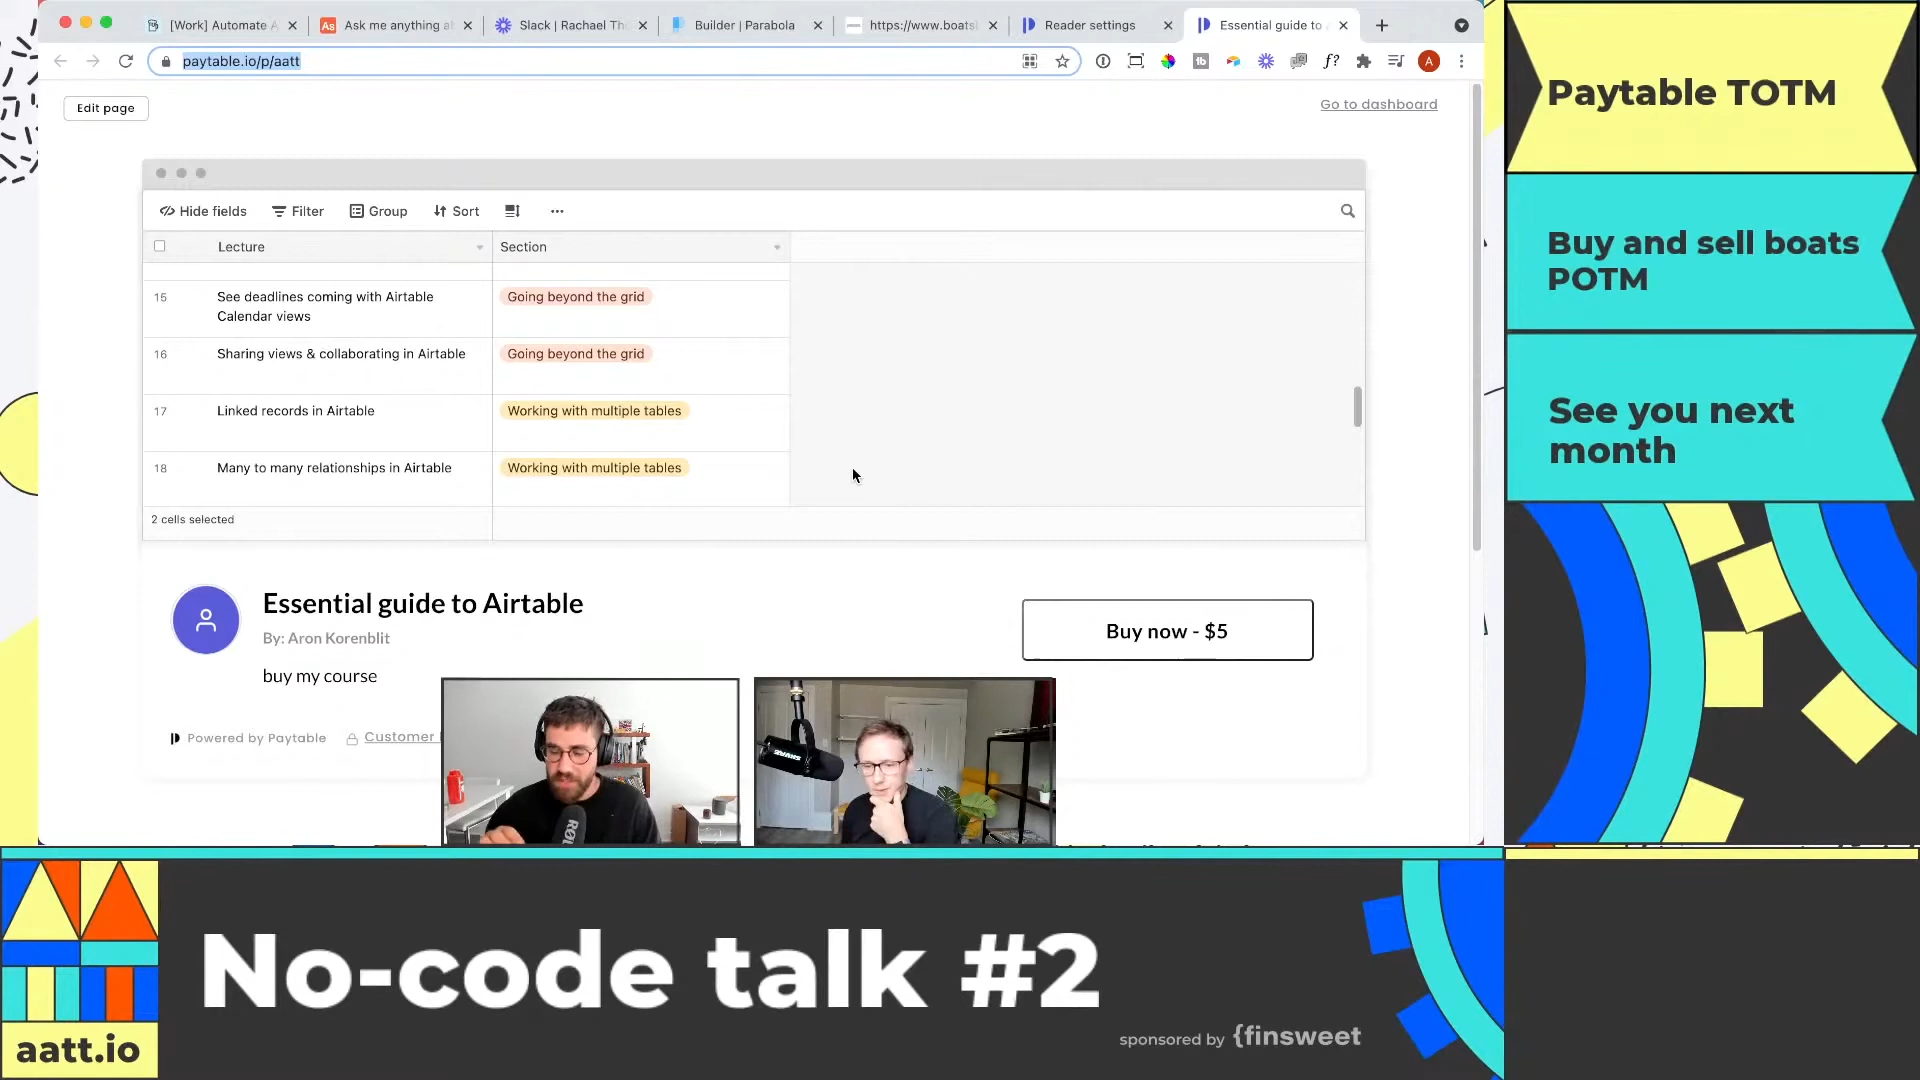 [Work] Automate A
Ask me anything a
Slack | Rachael Th
Builder | Parabola
https://www.boats
Reader settings
Essential guide to
paytable.io/p/aatt
A
Edit page
Go to dashboard
Hide fields
Filter
Group
Sort
Lecture
Section
15
See deadlines coming with Airtable
Calendar views
Going beyond the grid
16
Sharing views & collaborating in Airtable
Going beyond the grid
17
Linked records in Airtable
Working with multiple tables
18
Many to many relationships in Airtable
Working with multiple tables
2 cells selected
Essential guide to Airtable
By: Aron Korenblit
buy my course
Buy now - $5
Powered by Paytable
Customer
SHURE
Paytable TOTM
Buy and sell boats
POTM
See you next
month
No-code talk #2
sponsored by {finsweet
aatt.io